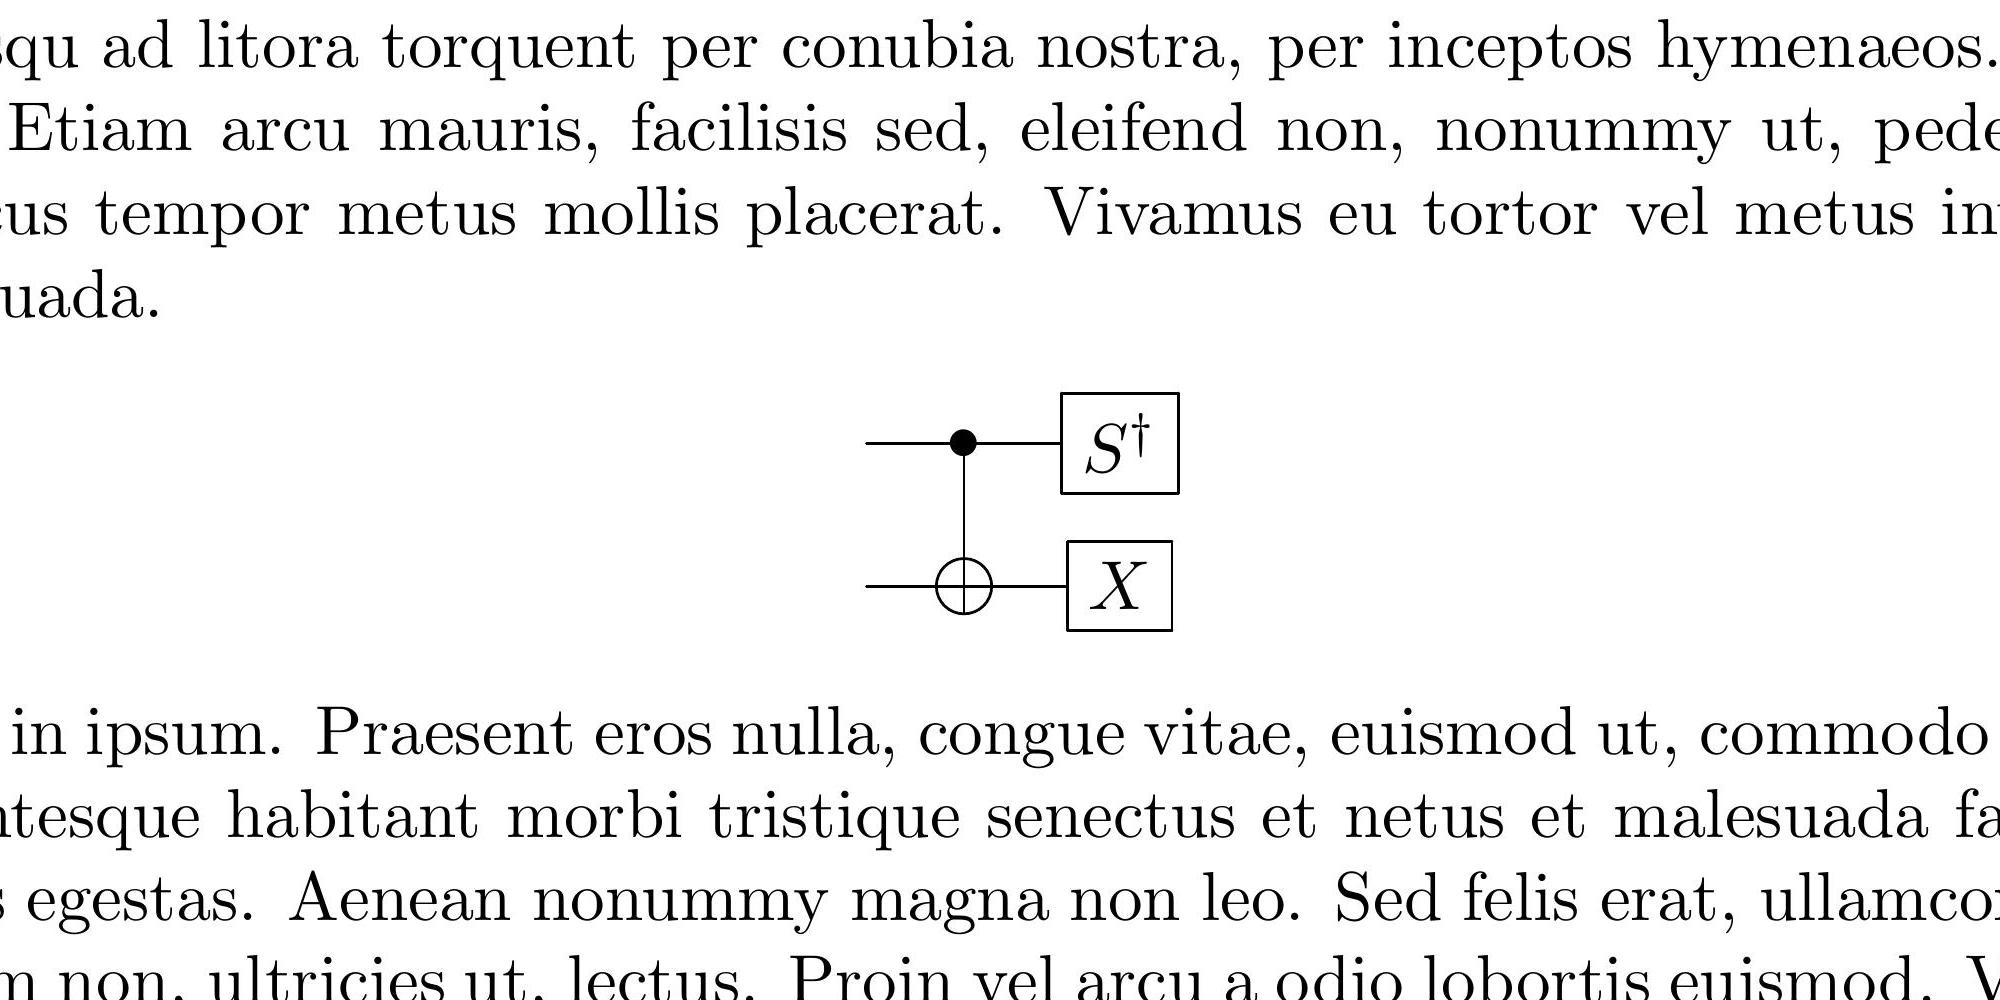 squ ad litora torquent per conubia nostra, per inceptos hymenaeos.
Etiam arcu mauris, facilisis sed, eleifend non, nonummy ut, pede
cus tempor metus mollis placerat. Vivamus eu tortor vel metus in
uada.
S†
X
in ipsum. Praesent eros nulla, congue vitae, euismod ut, commodo
ntesque habitant morbi tristique senectus et netus et malesuada fa
s egestas. Aenean nonummy magna non leo. Sed felis erat, ullamcor
m non, ultricies ut, lectus. Proin vel arcu a odio lobortis euismod. V